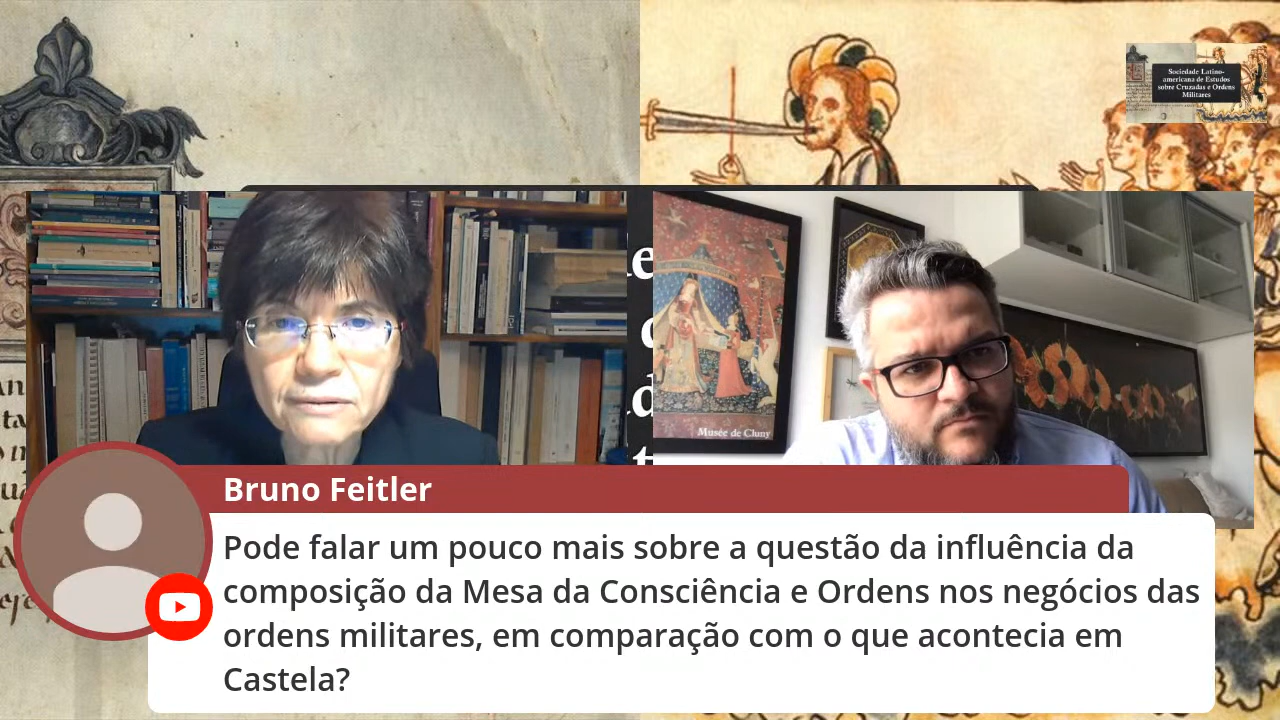 Sociedade Latino-
americana de Estudos
sobre Cruzadas e Ordens
Militares
Musée de Cluny
Bruno Feitler
Pode falar um pouco mais sobre a questão da influência da
composição da Mesa da Consciência e Ordens nos negócios das
ordens militares, em comparação com o que acontecia em
Castela?